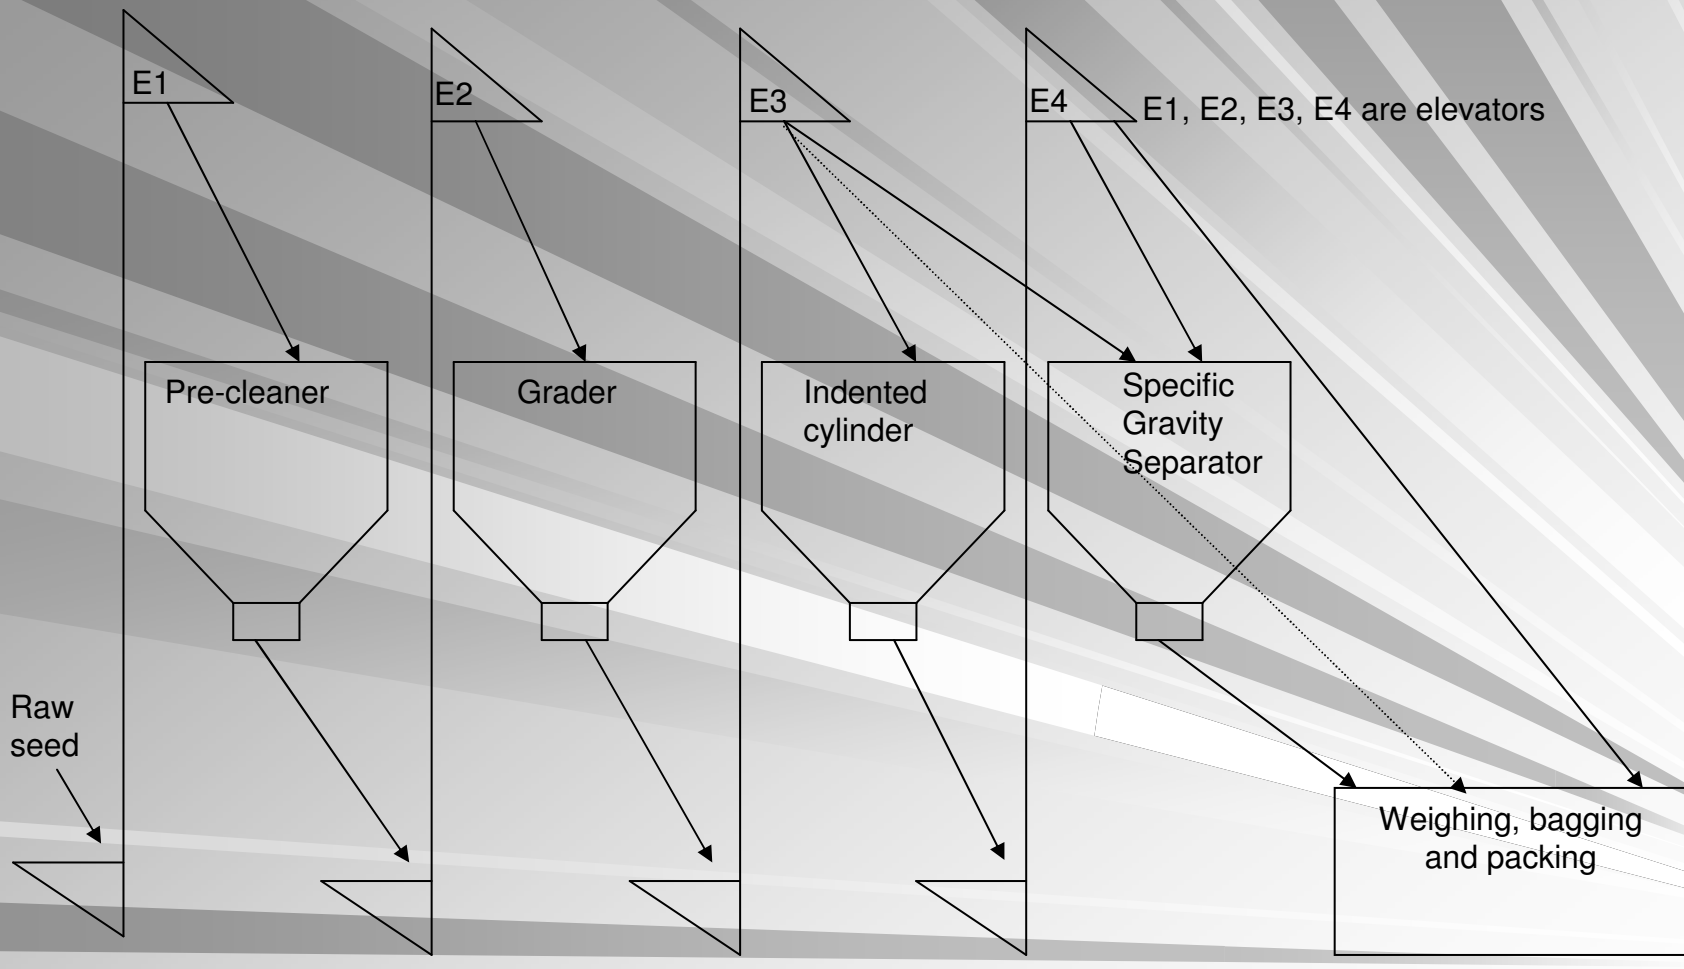 E1
E2
E3
E4
E1, E2, E3, E4 are elevators
Pre-cleaner
Grader
Indented
cylinder
Specific
Gravity
Separator
Raw
seed
Weighing, bagging
and packing